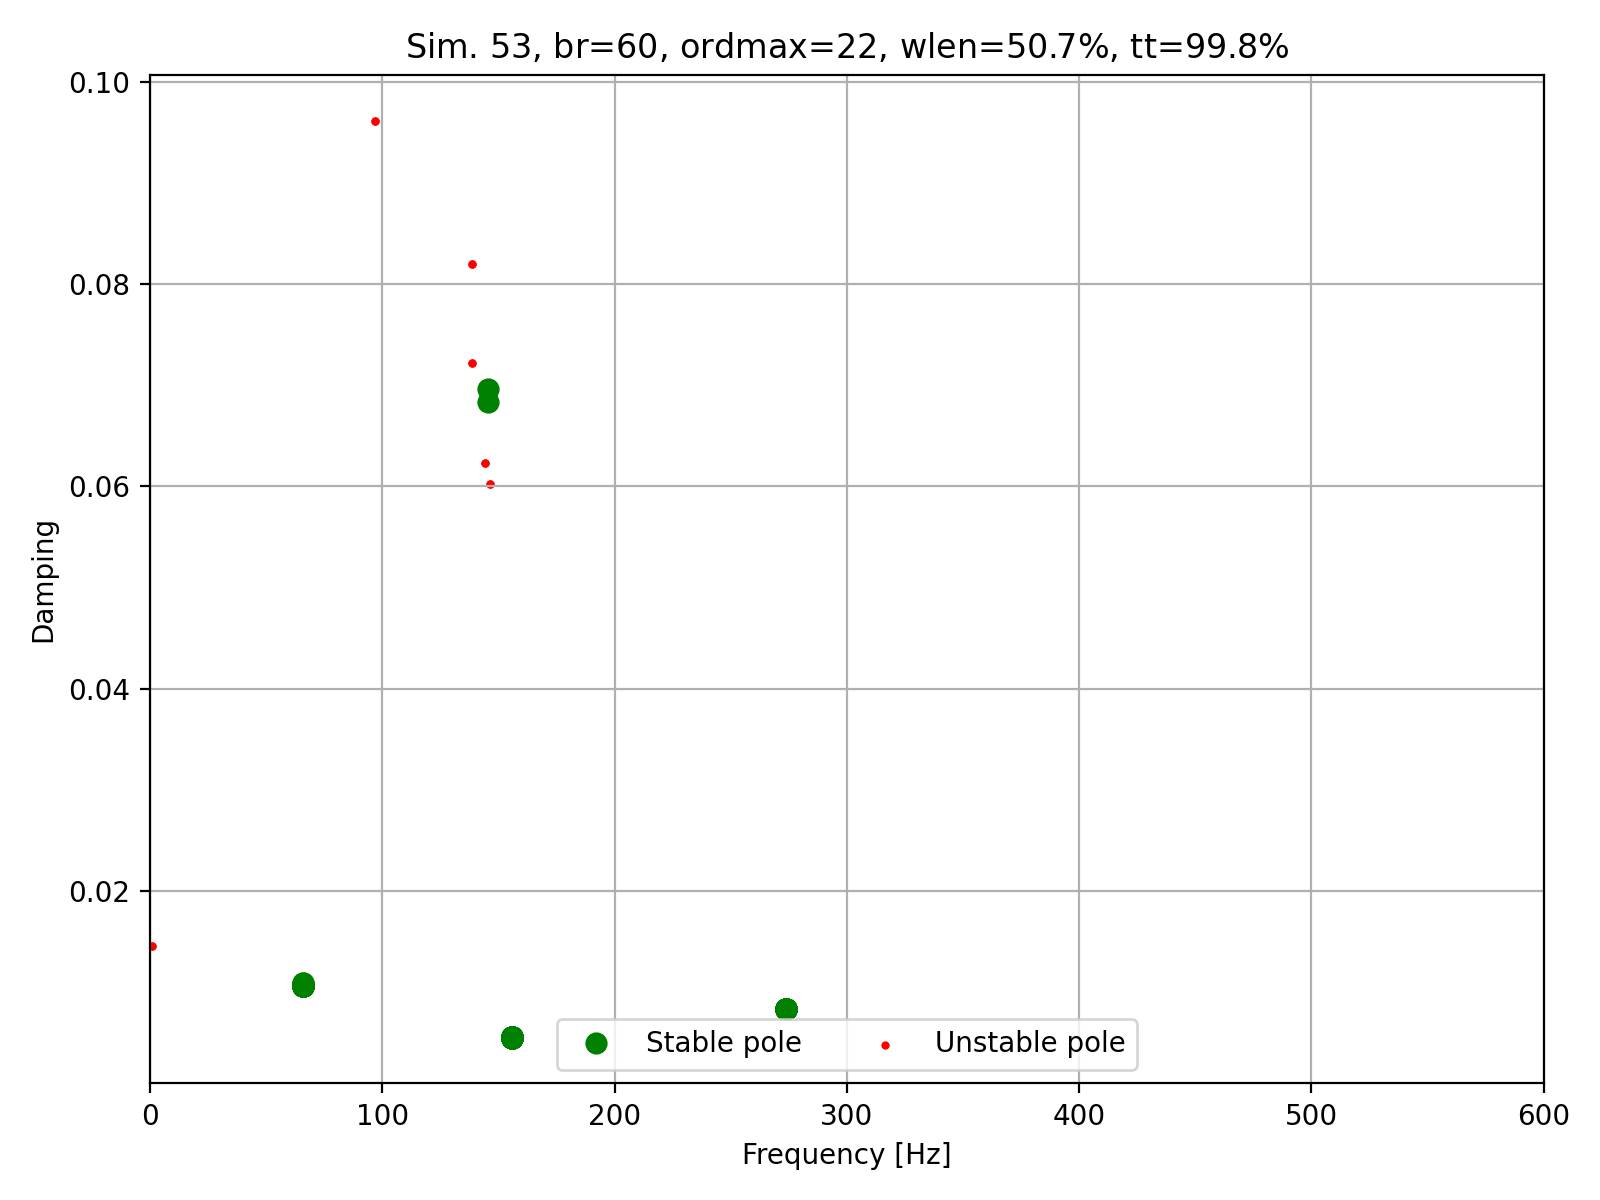 Sim. 53, br=60, ordmax=22, wlen=50.7%, tt=99.8%
0.10
0.08
0.06
0.04
0.02
Damping
Stable pole
Unstable pole
0
100
200
300
400
500
600
Frequency [Hz]